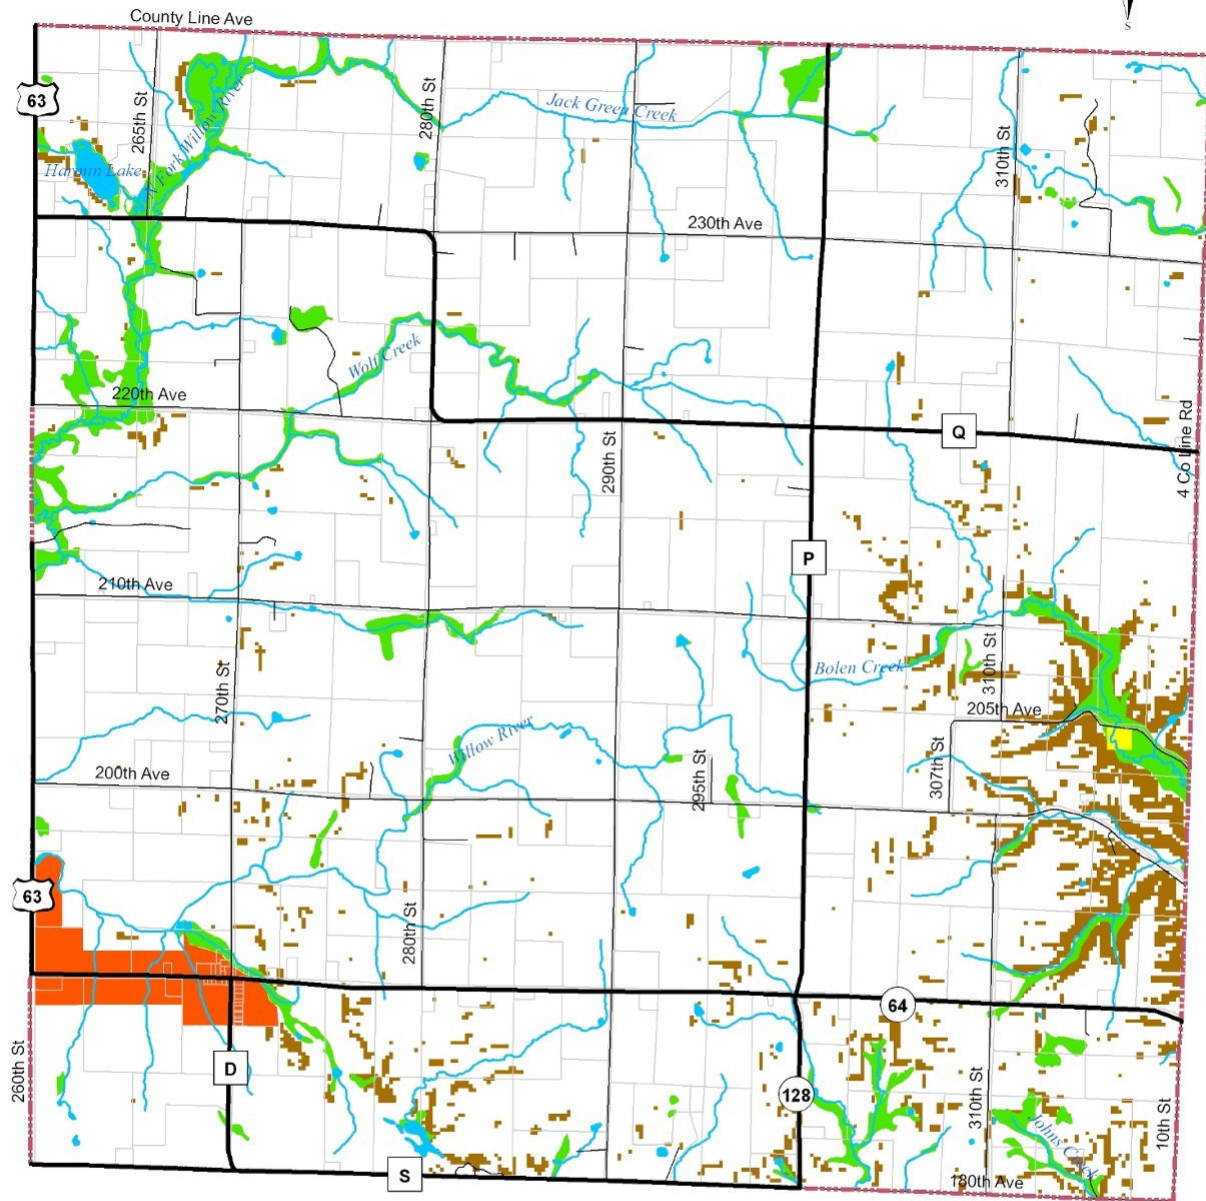 County Line Ave
S
63
265th St
N Fork Willow River
280th St
Jack Green Creek
310th St
Harmin Lake
230th Ave
Wolf Creek
220th Ave
Q
290th St
4 Co Line Rd
P
210th Ave
270th St
Bolen Creek
310th St
205th Ave
Willow River
200th Ave
295th St
307th St
63
280th St
64
260th St
D
128
310th St
Johns Creek
10th St
S
180th Ave